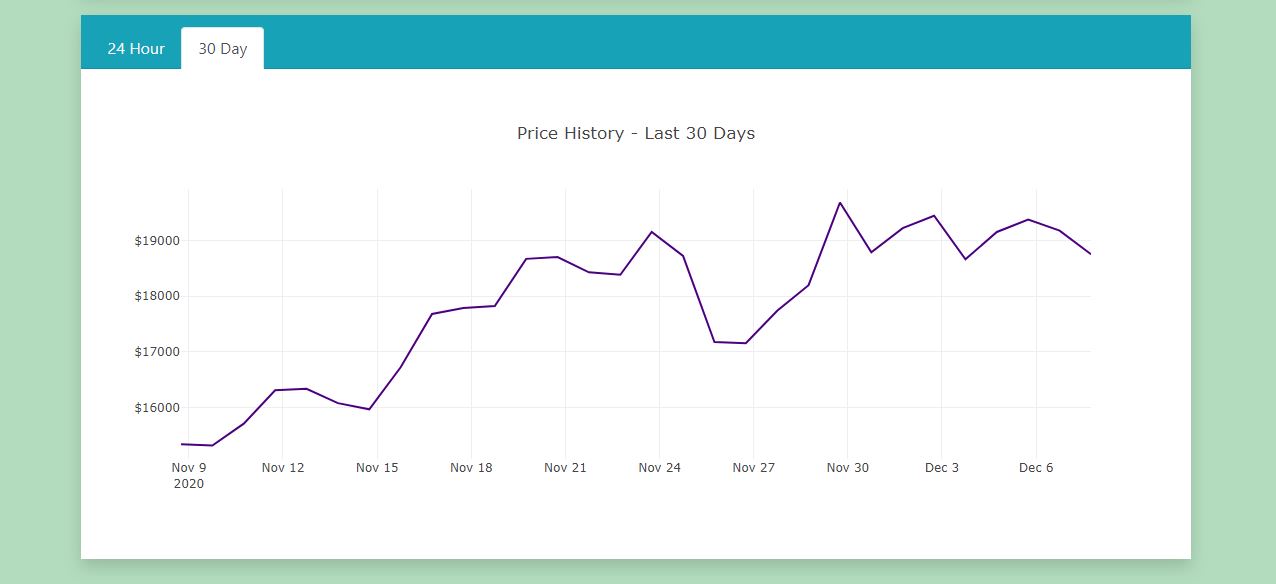 24 Hour 30 Day
Price History - Last 30 Days
$19000
$18000
$17000
$16000
Nov 9 Nov 12 Nov 15 Nov 18 Nov 21 Nov 24 Nov 27 Nov 30 Dec 3 Dec 6
2020